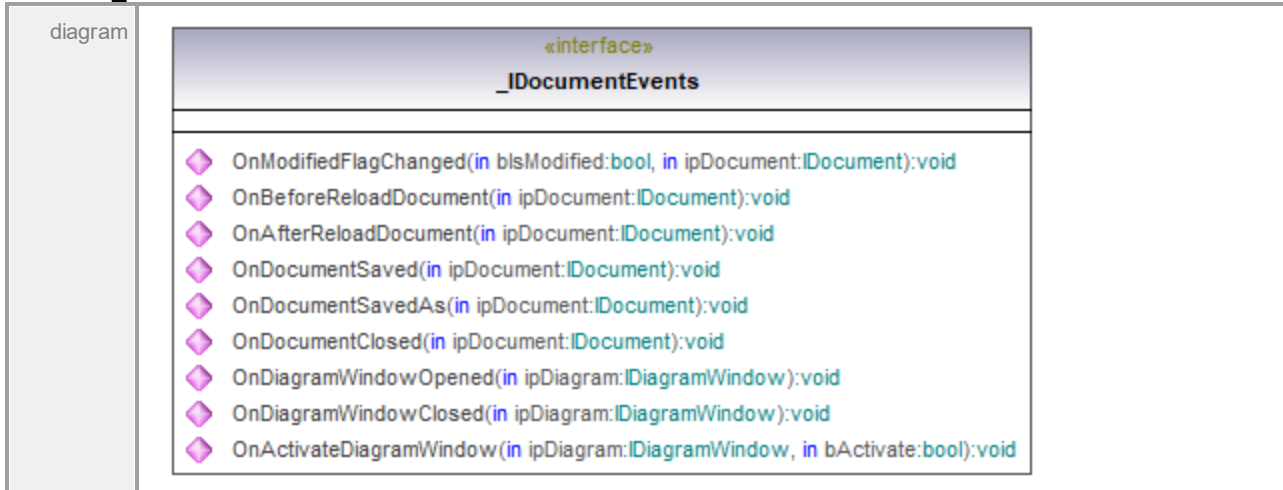 diagram
«interface»
_IDocumentEvents
OnModifiedFlagChanged(in bIsModified:bool, in ipDocument:IDocument):void
OnBeforeReloadDocument(in ipDocument:IDocument):void
OnAfterReloadDocument(in ipDocument:IDocument):void
OnDocumentSaved(in ipDocument:IDocument):void
OnDocumentSavedAs(in ipDocument:IDocument):void
OnDocumentClosed(in ipDocument:IDocument):void
OnDiagramWindowOpened(in ipDiagram:IDiagramWindow):void
OnDiagramWindowClosed(in ipDiagram:IDiagramWindow):void
OnActivateDiagramWindow(in ipDiagram:IDiagramWindow, in bActivate:bool):void